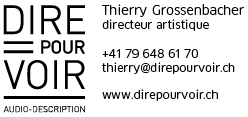 DIRE
POUR
VOIR
AUDIO-DESCRIPTION
Thierry Grossenbacher
directeur artistique
+41 79 648 61 70
thierry@direpourvoir.ch
www.direpourvoir.ch